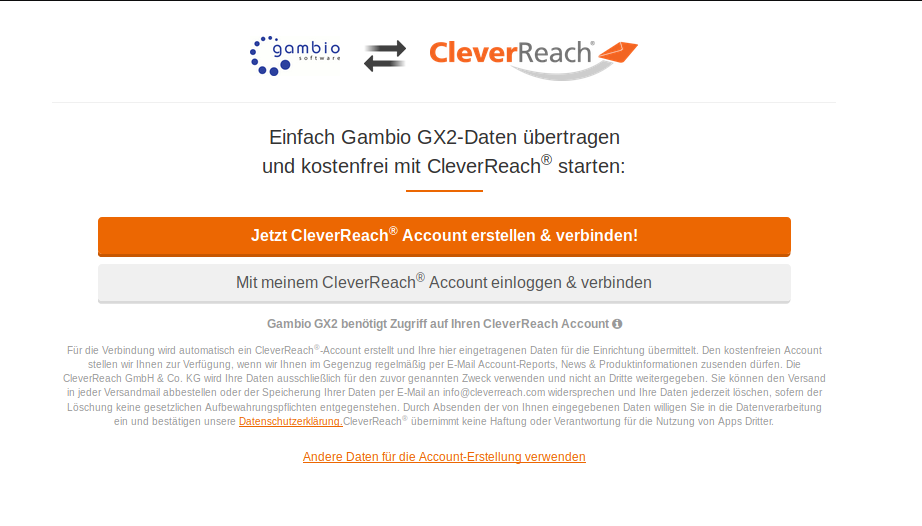 gambio
software
CleverReach®
Einfach Gambio GX2-Daten übertragen
und kostenfrei mit CleverReach® starten:
Jetzt CleverReach® Account erstellen & verbinden!
Mit meinem CleverReach® Account einloggen & verbinden
Gambio GX2 benötigt Zugriff auf Ihren CleverReach Account
Für die Verbindung wird automatisch ein CleverReach®-Account erstellt und Ihre hier eingetragenen Daten für die Einrichtung übermittelt. Den kostenfreien Account
stellen wir Ihnen zur Verfügung, wenn wir Ihnen im Gegenzug regelmäßig per E-Mail Account-Reports, News & Produktinformationen zusenden dürfen. Die
CleverReach GmbH & Co. KG wird Ihre Daten ausschließlich für den zuvor genannten Zweck verwenden und nicht an Dritte weitergegeben. Sie können den Versand
in jeder Versandmail abbestellen oder der Speicherung Ihrer Daten per E-Mail an info@cleverreach.com widersprechen und Ihre Daten jederzeit löschen, sofern der
Löschung keine gesetzlichen Aufbewahrungspflichten entgegenstehen. Durch Absenden der von Ihnen eingegebenen Daten willigen Sie in die Datenverarbeitung
ein und bestätigen unsere Datenschutzerklärung.CleverReach® übernimmt keine Haftung oder Verantwortung für die Nutzung von Apps Dritter.
Andere Daten für die Account-Erstellung verwenden